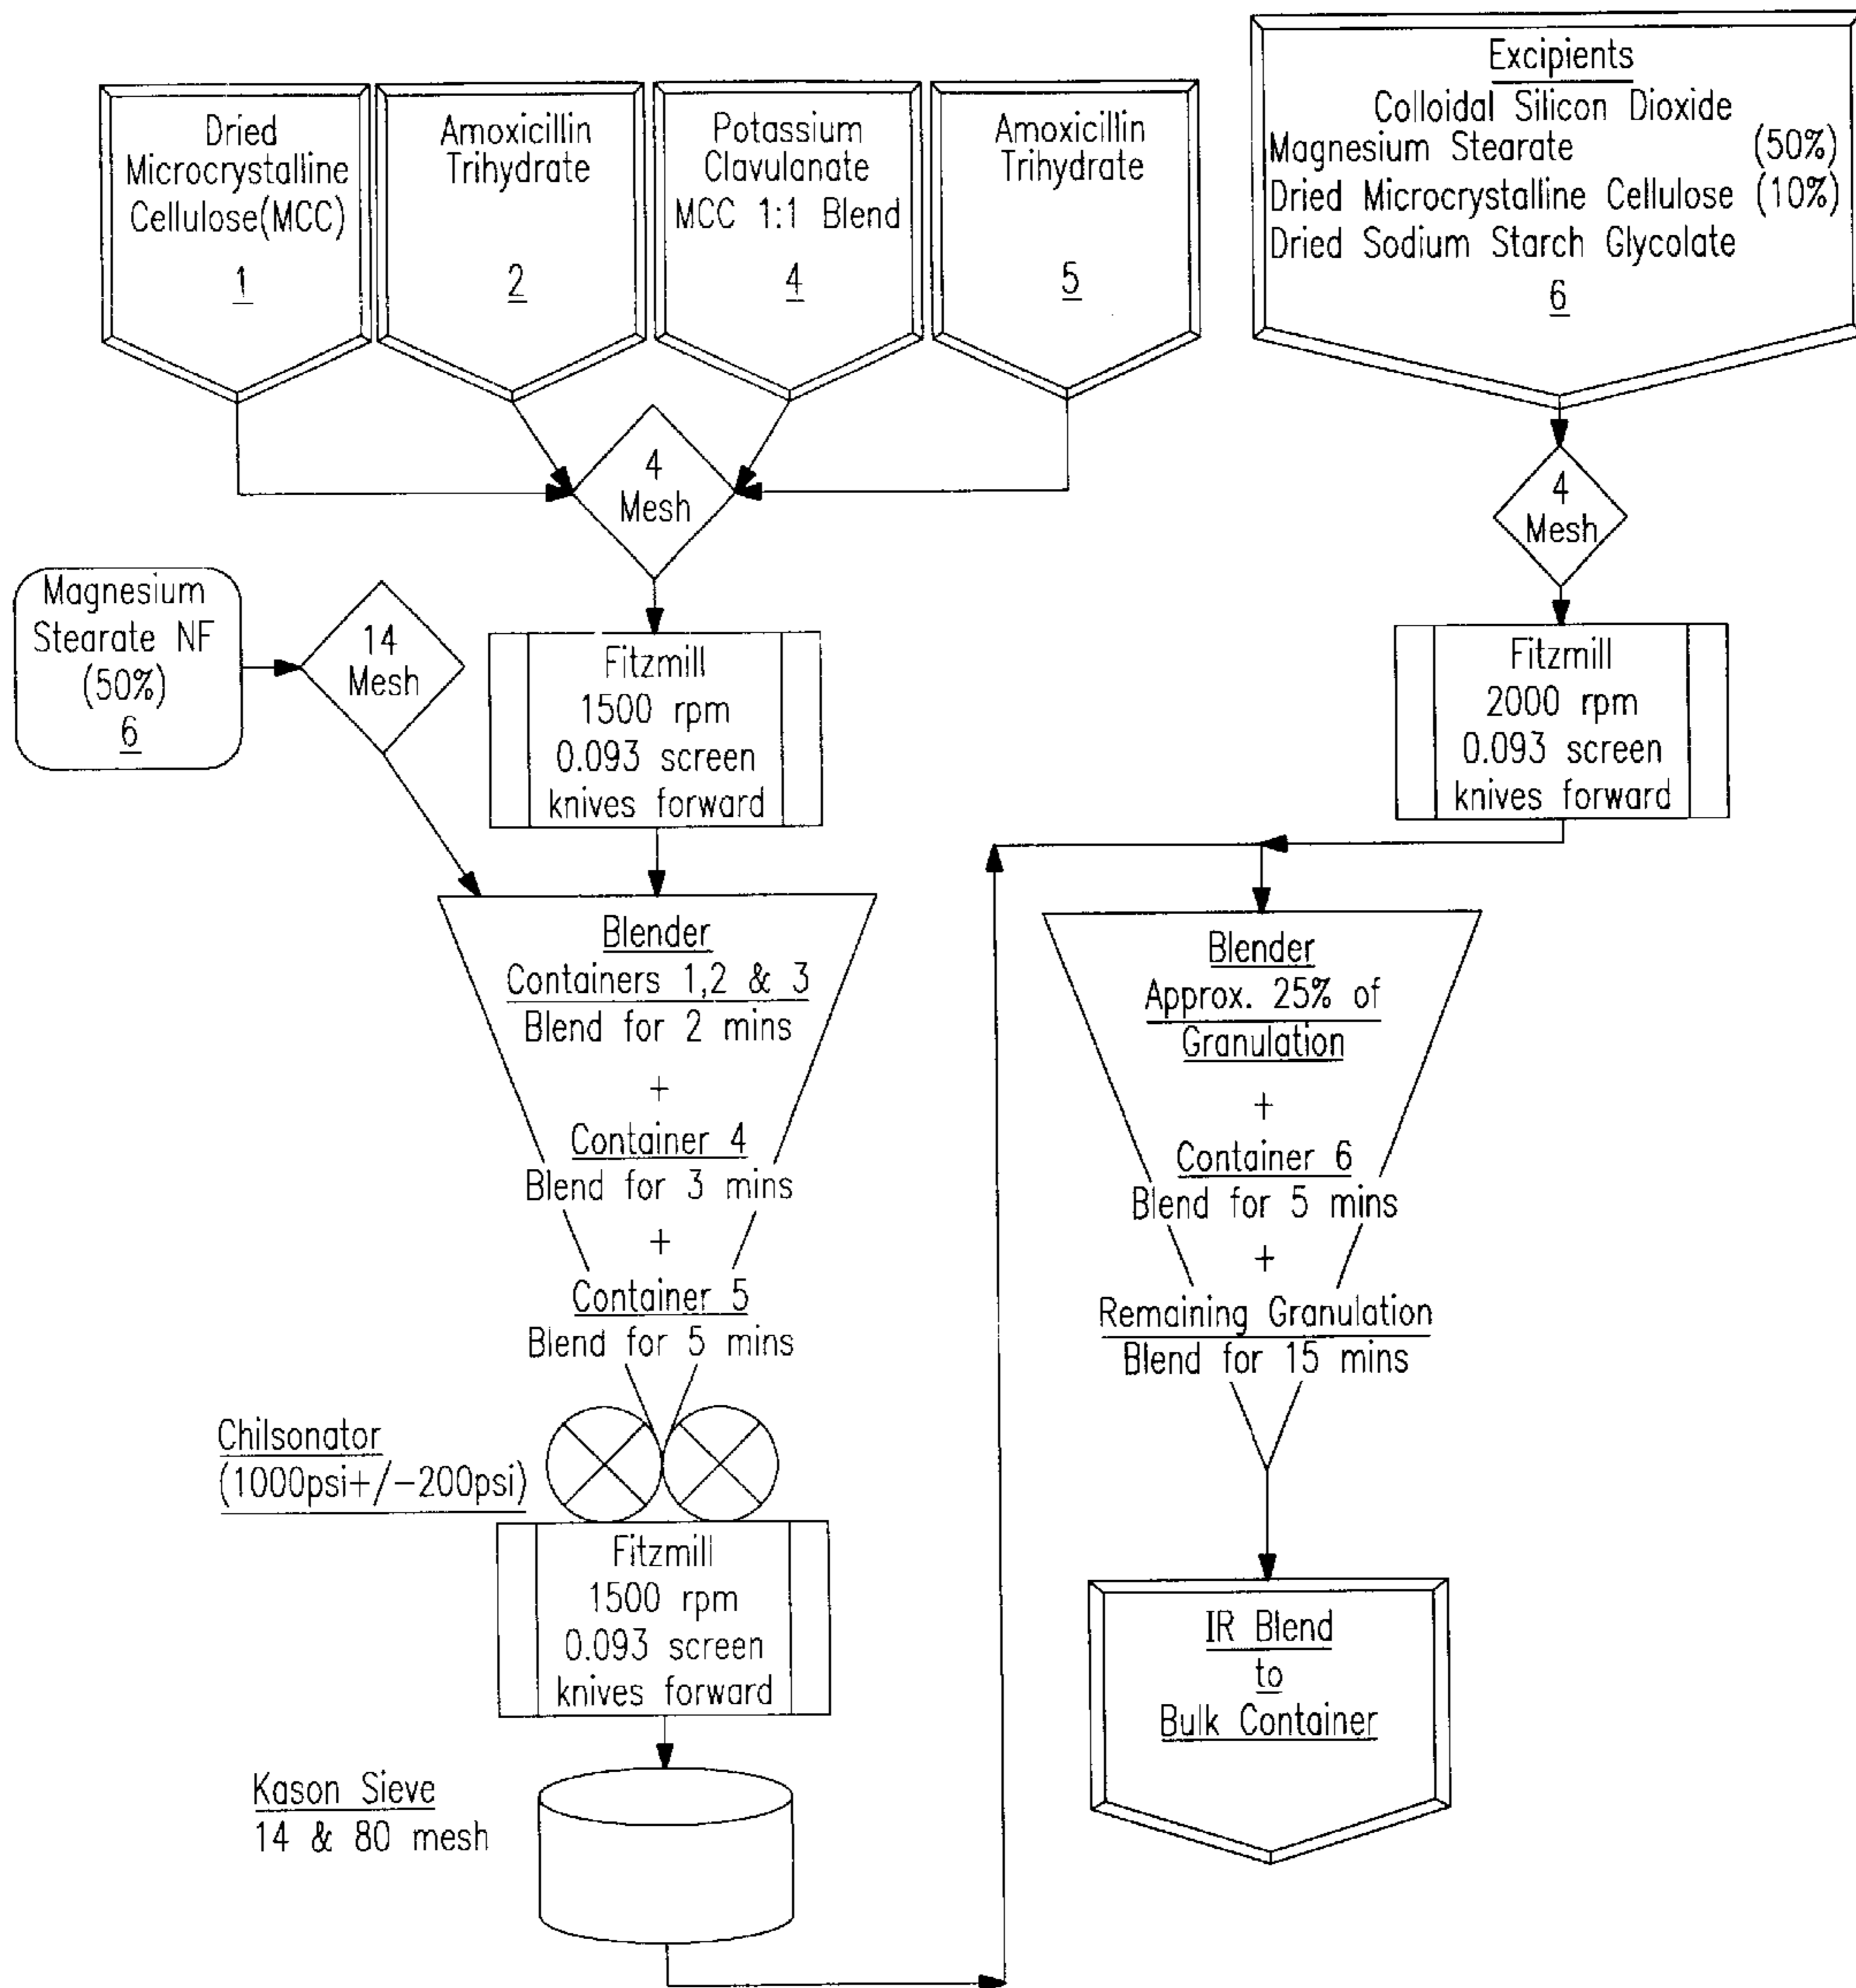 Dried
Microcrystalline
Cellulose(MCC)
1
Amoxicillin
Trihydrate
2
Potassium
Clavulanate
MCC 1:1 Blend
4
Amoxicillin
Trihydrate
5
Excipients
Colloidal Silicon Dioxide
Magnesium Stearate (50%)
Dried Microcrystalline Cellulose (10%)
Dried Sodium Starch Glycolate
6
4
Mesh
4
Mesh
Magnesium
Stearate NF
(50%)
6
14
Mesh
Fitzmill
1500 rpm
0.093 screen
knives forward
Fitzmill
2000 rpm
0.093 screen
knives forward
Blender
Containers 1,2 & 3
Blend for 2 mins
+
Container 4
Blend for 3 mins
+
Container 5
Blend for 5 mins
Chilsonator
(1000psi+/-200psi)
Fitzmill
1500 rpm
0.093 screen
knives forward
Kason Sieve
14 & 80 mesh
Blender
Approx. 25% of
Granulation
+
Container 6
Blend for 5 mins
+
Remaining Granulation
Blend for 15 mins
IR Blend
to
Bulk Container